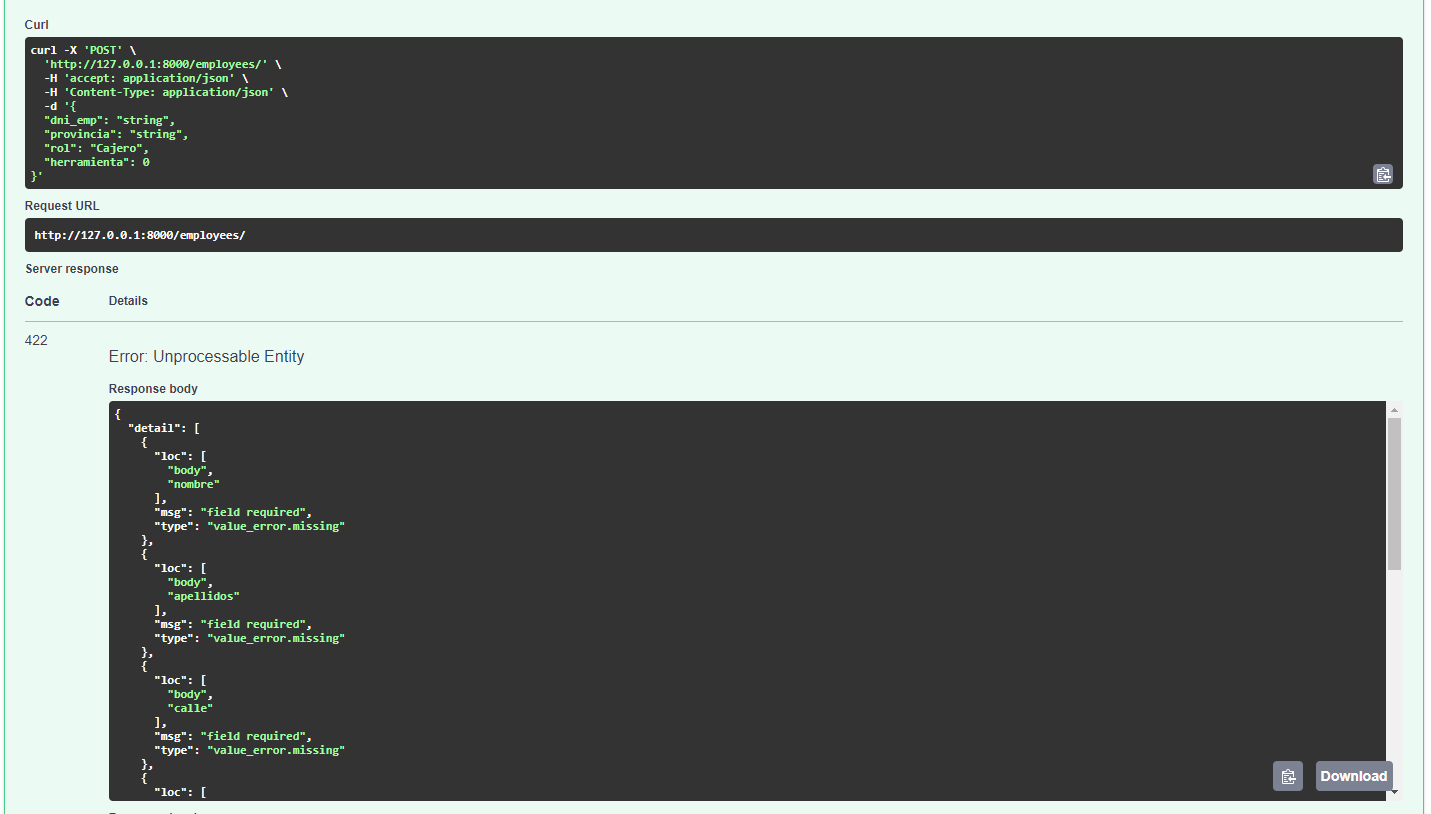 Curl
curl -X 'POST' \
'http://127.0.0.1:8000/employees/' \
-H 'accept: application/json' \
-H 'Content-Type: application/json' \
-d '{
"dni_emp": "string",
"provincia": "string",
"rol": "Cajero",
"herramienta": 0
}'
Request URL
http://127.0.0.1:8000/employees/
Server response
Code Details
422
Error: Unprocessable Entity
Response body
{
"detail": [
{
"loc": [
"body",
"nombre"
],
"msg": "field required",
"type": "value_error.missing"
},
{
"loc": [
"body",
"apellidos"
],
"msg": "field required",
"type": "value_error.missing"
},
{
"loc": [
"body",
"calle"
],
"msg": "field required",
"type": "value_error.missing"
},
{
"loc": [
Download